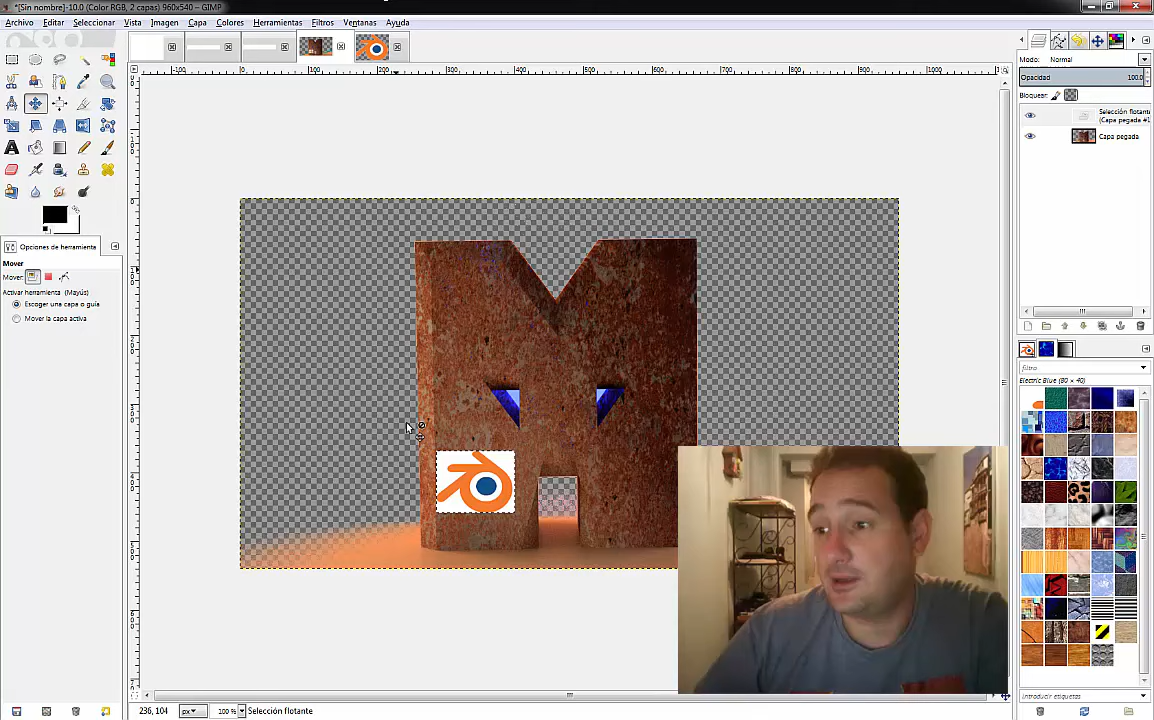 *[Sin nombre]-10.0 (Color RGB, 2 capas) 960x540 – GIMP
Archivo Editar Seleccionar Vista Imagen Capa Colores Herramientas Filtros Ventanas Ayuda
Modo: Normal
Opacidad 100.0
Bloquear:
Selección flotante
(Capa pegada #1
Capa pegada
Opciones de herramienta
Mover
Mover:
Activar herramienta (Mayús)
Escoger una capa o guía
Mover la capa activa
filtro
Electric Blue (80 × 40)
introducir etiquetas
236, 104 px 100 % Selección flotante